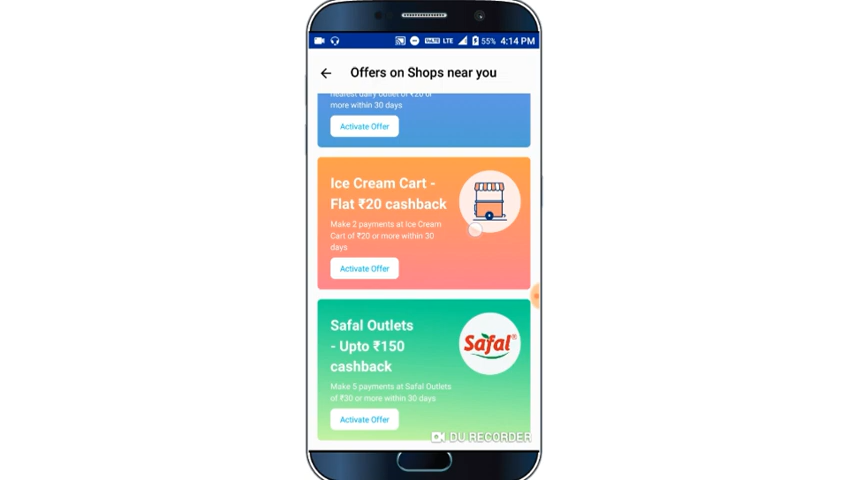 55% 4:14 PM
Offers on Shops near you
nearest dairy outlet of ₹20 or
more within 30 days
Activate Offer
Ice Cream Cart -
Flat ₹20 cashback
Make 2 payments at Ice Cream
Cart of ₹20 or more within 30
days
Activate Offer
Safal Outlets
- Upto ₹150
cashback
Safal
Make 5 payments at Safal Outlets
of ₹30 or more within 30 days
Activate Offer
DU RECORDER